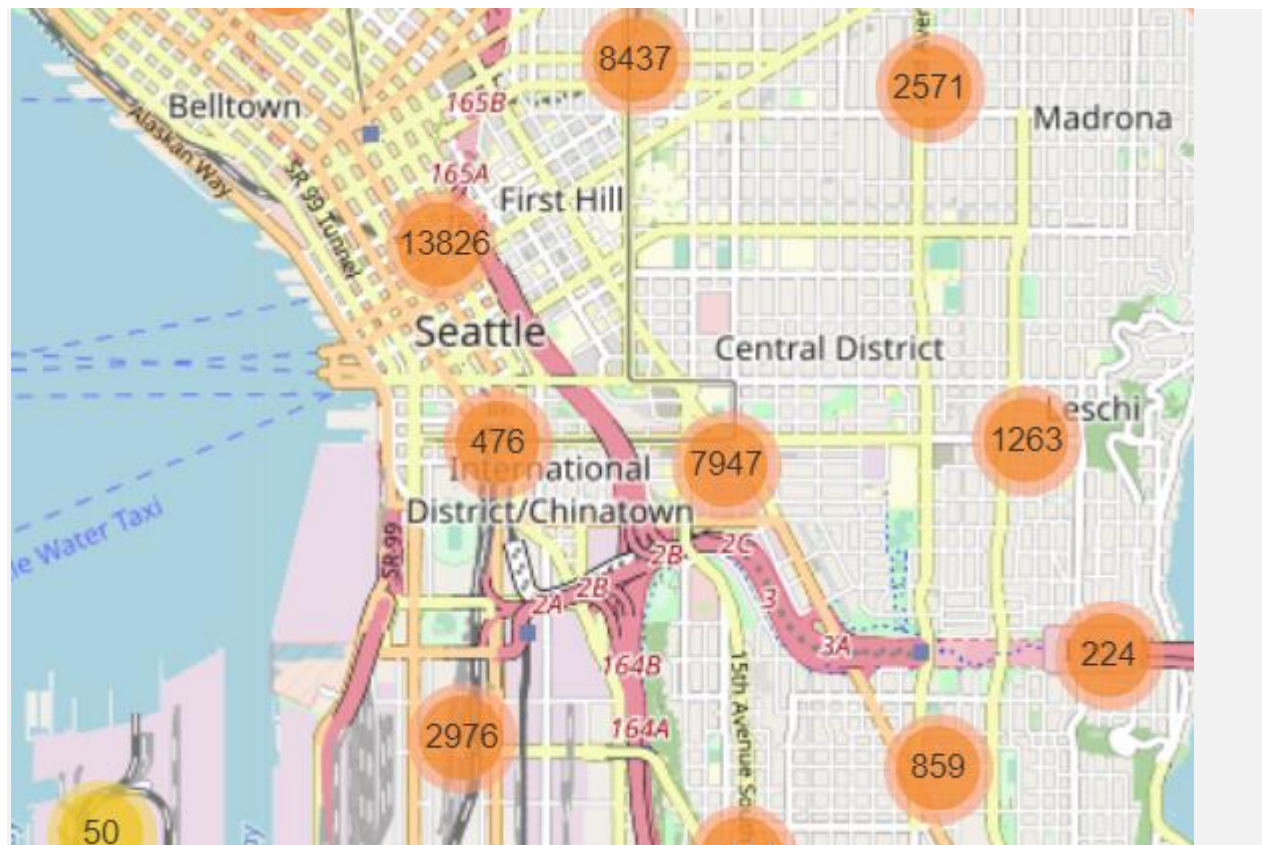 8437
2571
Belltown
165B
Madrona
Alaskan Way
SR 99 Tunnel
165A
First Hill
13826
Seattle
Central District
Leschi
476
1263
7947
International
District/Chinatown
le Water Taxi
SR 99
2B
2C
2B
2A
3
3A
164B
224
15th Avenue Sou
164A
2976
859
50